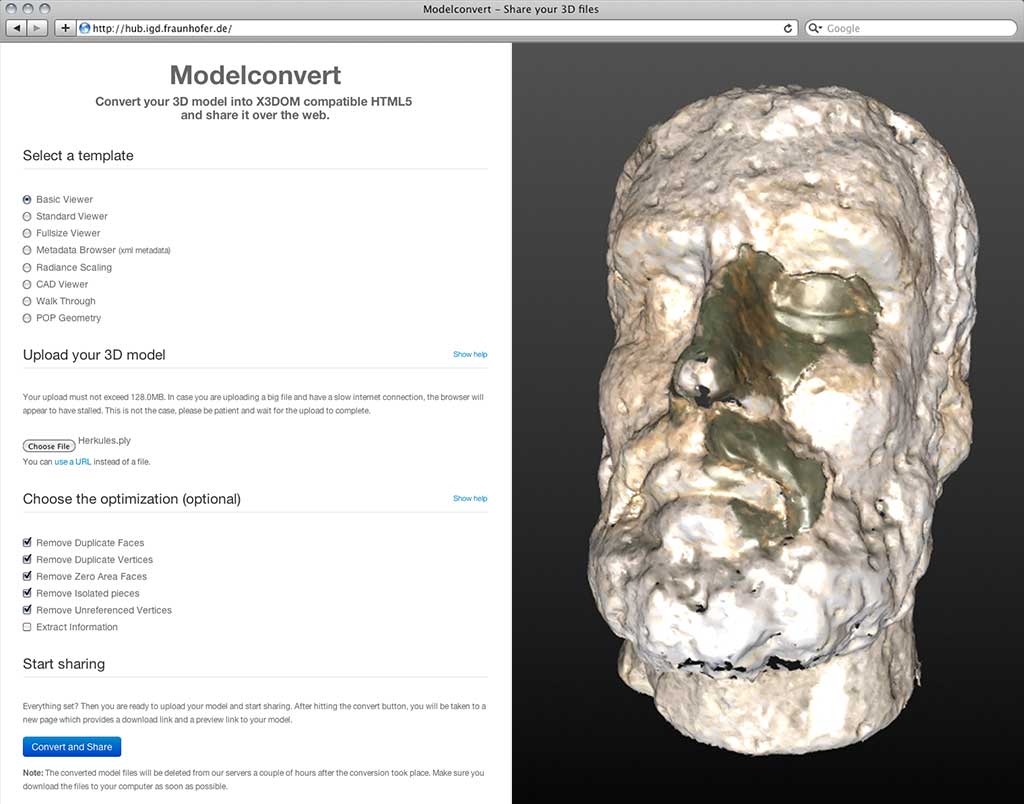 Modelconvert – Share your 3D files
http://hub.igd.fraunhofer.de/
Google
Modelconvert
Convert your 3D model into X3DOM compatible HTML5
and share it over the web.
Select a template
Basic Viewer
Standard Viewer
Fullsize Viewer
Metadata Browser (xml metadata)
Radiance Scaling
CAD Viewer
Walk Through
POP Geometry
Upload your 3D model Show help
Your upload must not exceed 128.0MB. In case you are uploading a big file and have a slow internet connection, the browser will
appear to have stalled. This is not the case, please be patient and wait for the upload to complete.
Choose File Herkules.ply
You can use a URL instead of a file.
Choose the optimization (optional) Show help
Remove Duplicate Faces
Remove Duplicate Vertices
Remove Zero Area Faces
Remove Isolated pieces
Remove Unreferenced Vertices
Extract Information
Start sharing
Everything set? Then you are ready to upload your model and start sharing. After hitting the convert button, you will be taken to a
new page which provides a download link and a preview link to your model.
Convert and Share
Note: The converted model files will be deleted from our servers a couple of hours after the conversion took place. Make sure you
download the files to your computer as soon as possible.